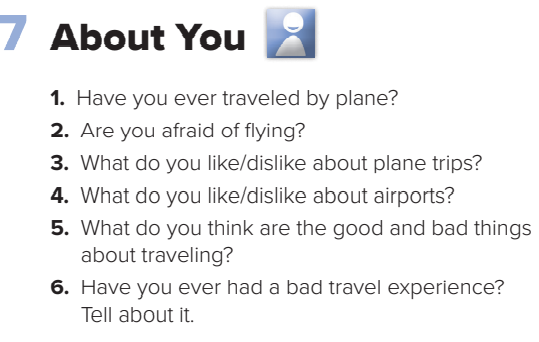 7 About You
1. Have you ever traveled by plane?
2. Are you afraid of flying?
3. What do you like/dislike about plane trips?
4. What do you like/dislike about airports?
5. What do you think are the good and bad things
about traveling?
6. Have you ever had a bad travel experience?
Tell about it.